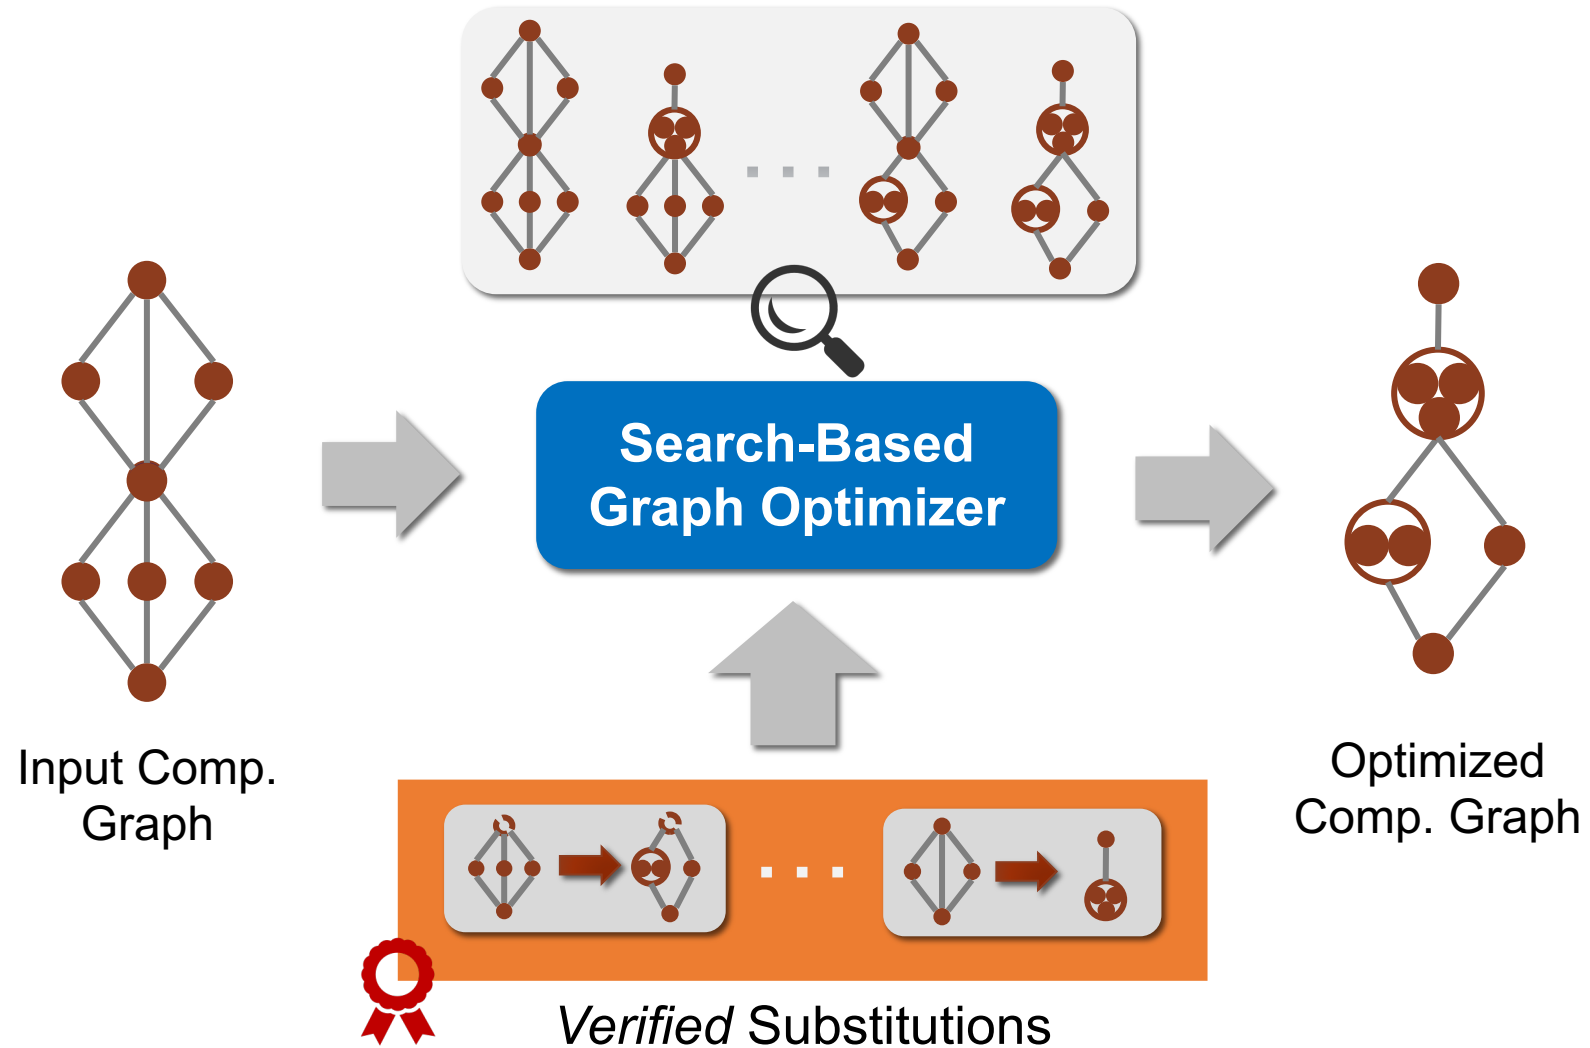 Search-Based
Graph Optimizer
Input Comp.
Graph
Optimized
Comp. Graph
Verified Substitutions